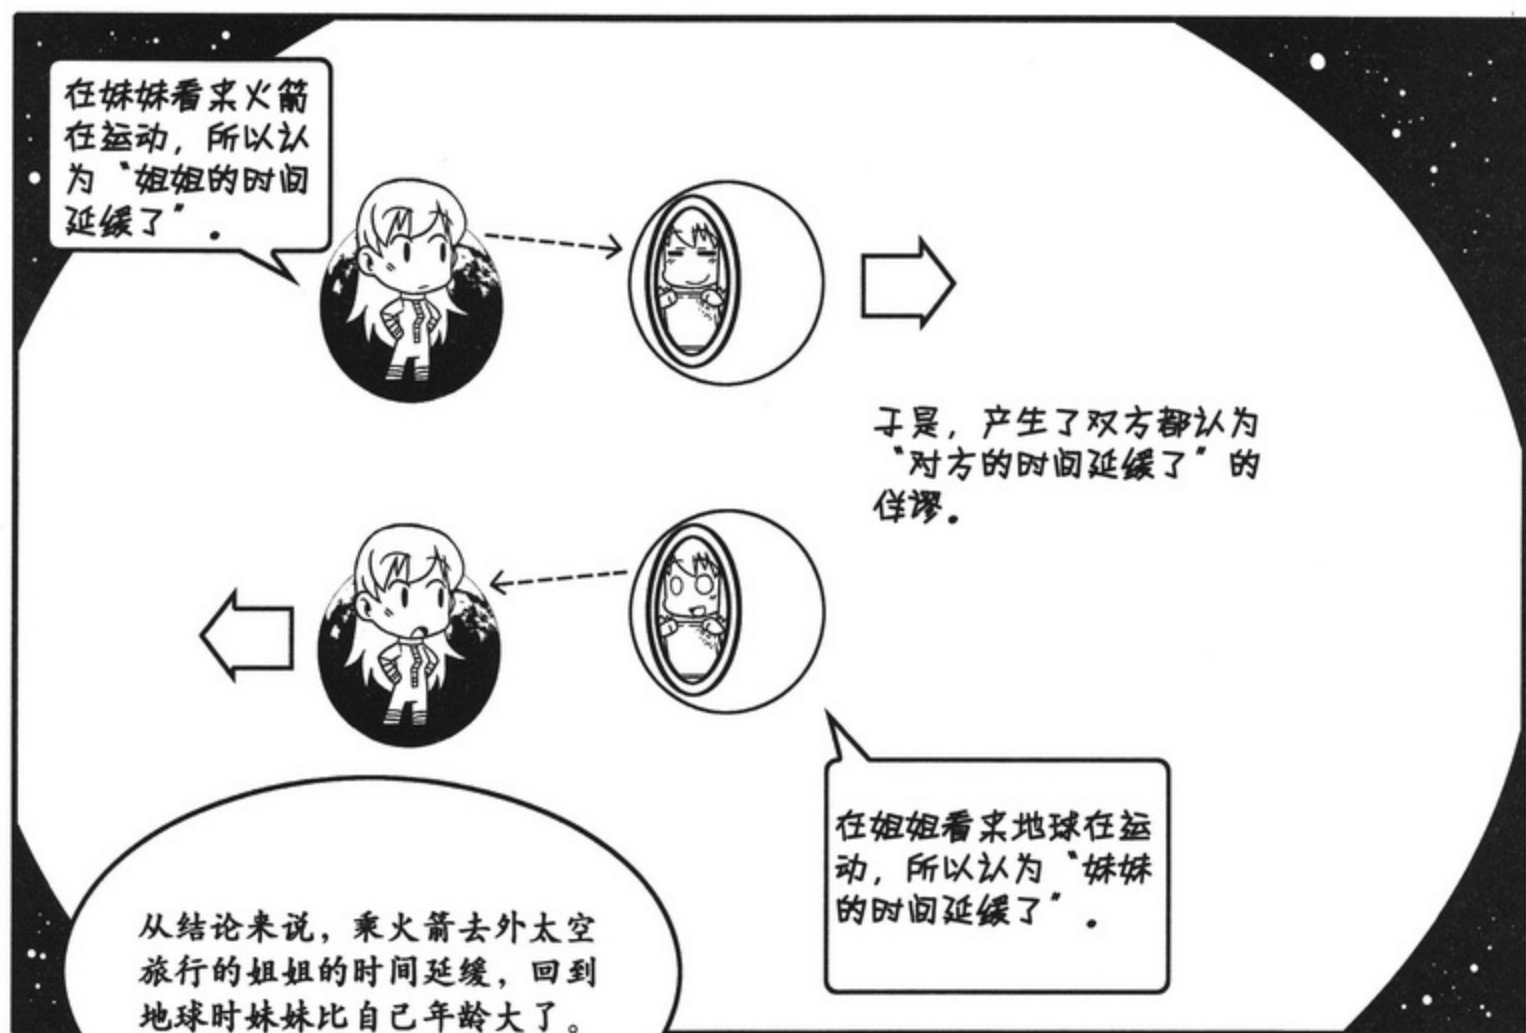 在妹妹看来火箭
在运动，所以认
为“姐姐的时间
延缓了”。
于是，产生了双方都认为
“对方的时间延缓了”的
佯谬。
在姐姐看来地球在运
动，所以认为“妹妹
的时间延缓了”。
从结论来说，乘火箭去外太空
旅行的姐姐的时间延缓，回到
地球时妹妹比自己年龄大了。